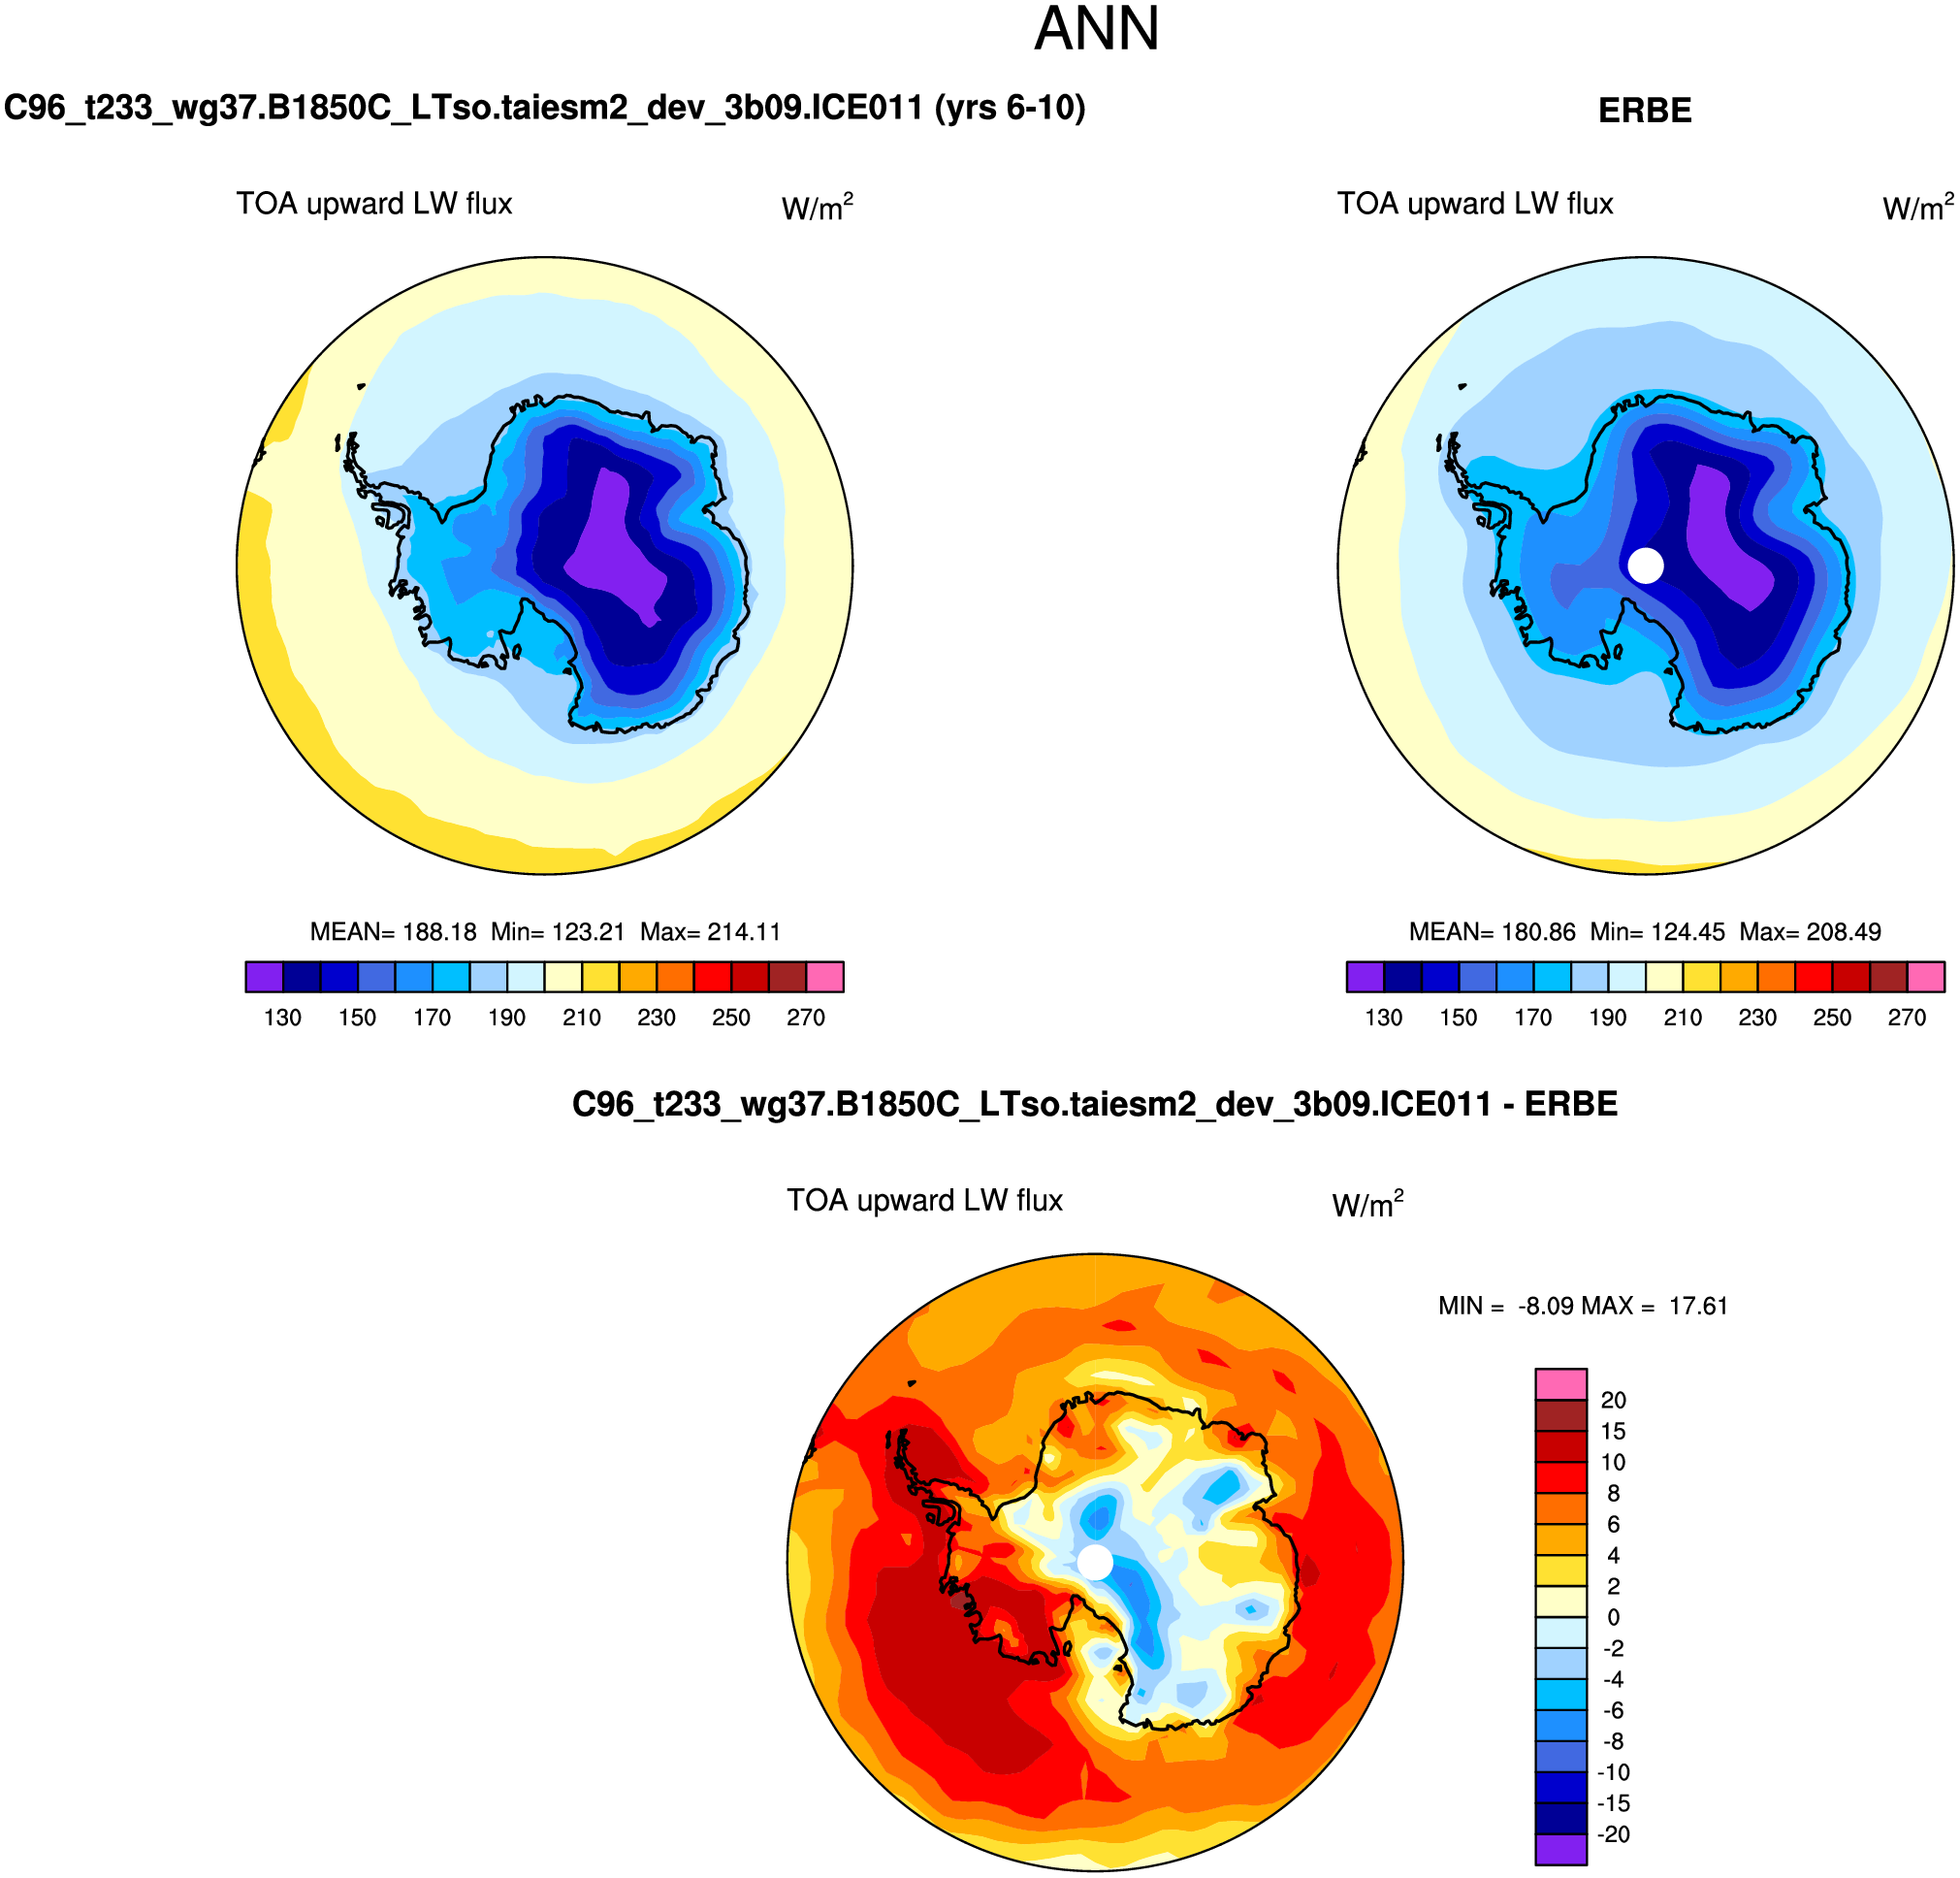 ANN
C96_t233_wg37.B1850C_LTso.taiesm2_dev_3b09.ICE011 (yrs 6-10)
ERBE
TOA upward LW flux W/m2
TOA upward LW flux W/m2
MEAN= 188.18 Min= 123.21 Max= 214.11
MEAN= 180.86 Min= 124.45 Max= 208.49
130 150 170 190 210 230 250 270
130 150 170 190 210 230 250 270
C96_t233_wg37.B1850C_LTso.taiesm2_dev_3b09.ICE011 - ERBE
TOA upward LW flux W/m2
MIN = -8.09 MAX = 17.61
20
15
10
8
6
4
2
0
-2
-4
-6
-8
-10
-15
-20